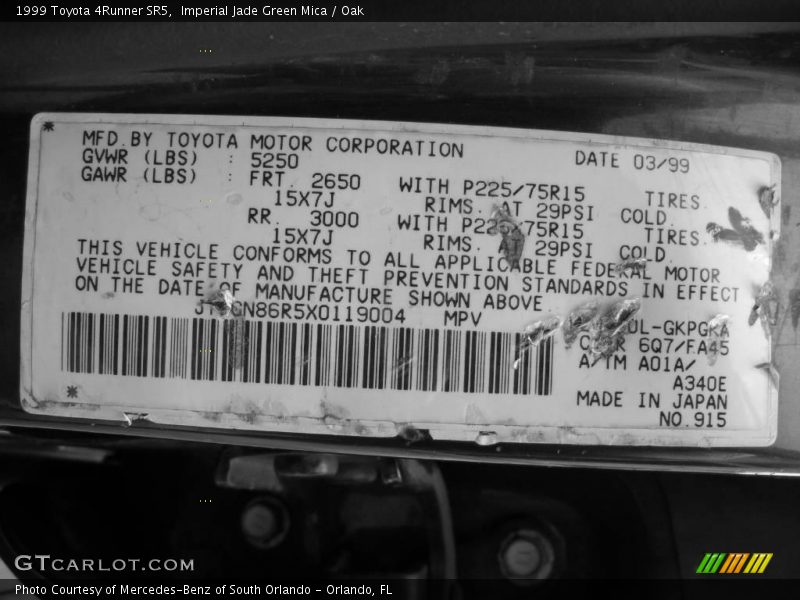 1999 Toyota 4Runner SR5,  Imperial Jade Green Mica / Oak
MFD.BY TOYOTA MOTOR CORPORATION
DATE 03/99
GVWR (LBS) : 5250
GAWR (LBS) : FRT. 2650 WITH P225/75R15 TIRES.
15X7J RIMS. AT 29PSI COLD.
RR. 3000 WITH P225/75R15 TIRES.
15X7J RIMS. AT 29PSI COLD.
THIS VEHICLE CONFORMS TO ALL APPLICABLE FEDERAL MOTOR
VEHICLE SAFETY AND THEFT PREVENTION STANDARDS IN EFFECT
ON THE DATE OF MANUFACTURE SHOWN ABOVE
N86R5X0119004 MPV
DL-GKPGKA
6Q7/FA45
A/TM A01A/
A340E
MADE IN JAPAN
NO.915
GTCARLOT.COM
Photo Courtesy of Mercedes-Benz of South Orlando - Orlando, FL